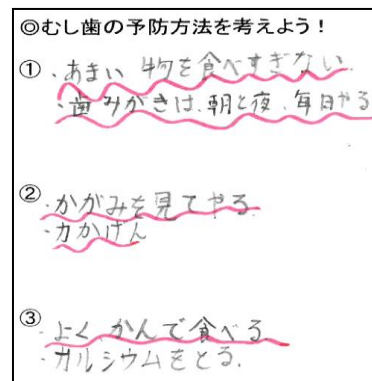 ◎むし歯の予防方法を考えよう！
①・あまい物を食べすぎない。
・歯みがきは、朝と夜、毎日やる
②・かがみを見てやる。
・力かげん
③・よく、かんで食べる。
・カルシウムをとる。